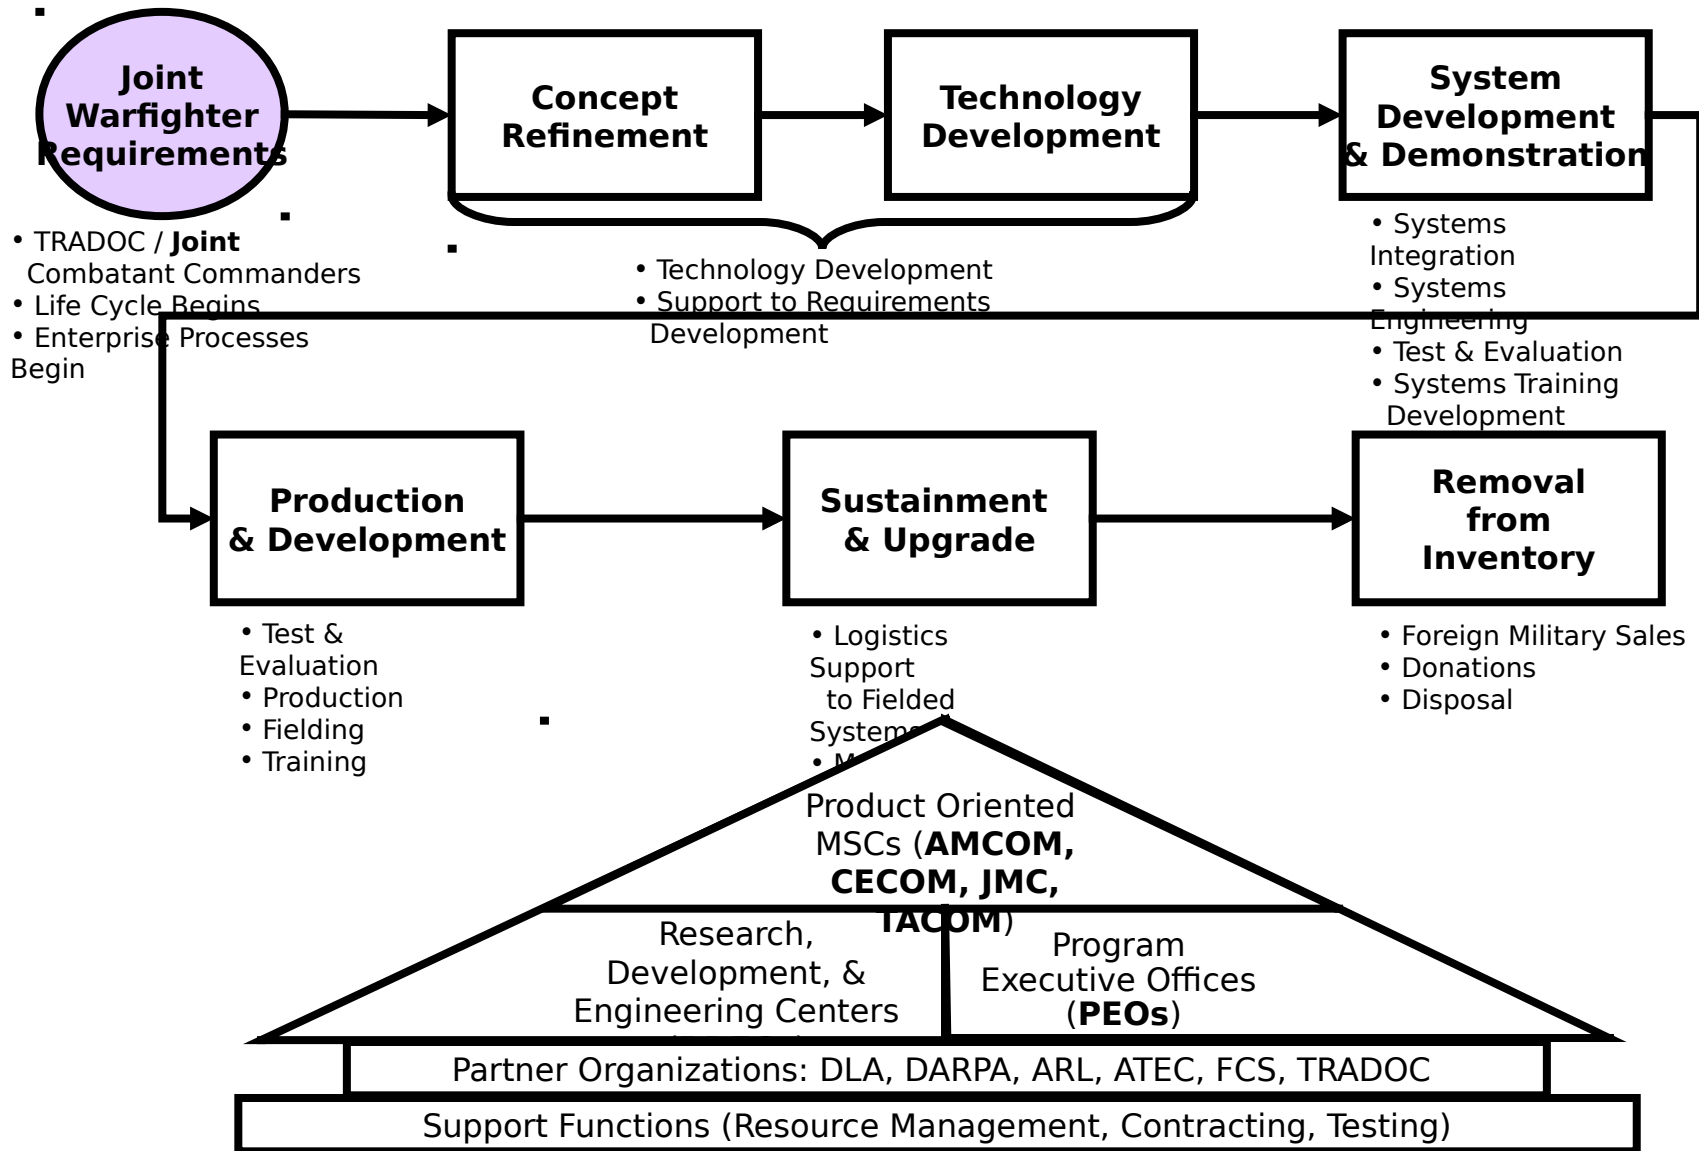 Joint
Warfighter
Requirements
Concept
Refinement
Technology
Development
System
Development
& Demonstration
• TRADOC / Joint
Combatant Commanders
• Life Cycle Begins
• Enterprise Processes
Begin
• Technology Development
• Support to Requirements
Development
• Systems
Integration
• Systems
Engineering
• Test & Evaluation
• Systems Training
Development
Production
& Development
Sustainment
& Upgrade
Removal
from
Inventory
• Test &
Evaluation
• Production
• Fielding
• Training
• Logistics
Support
to Fielded
Systems
• Foreign Military Sales
• Donations
• Disposal
Product Oriented
MSCs (AMCOM,
CECOM, JMC,
TACOM)
Research,
Development, &
Engineering Centers
Program
Executive Offices
(PEOs)
Partner Organizations: DLA, DARPA, ARL, ATEC, FCS, TRADOC
Support Functions (Resource Management, Contracting, Testing)